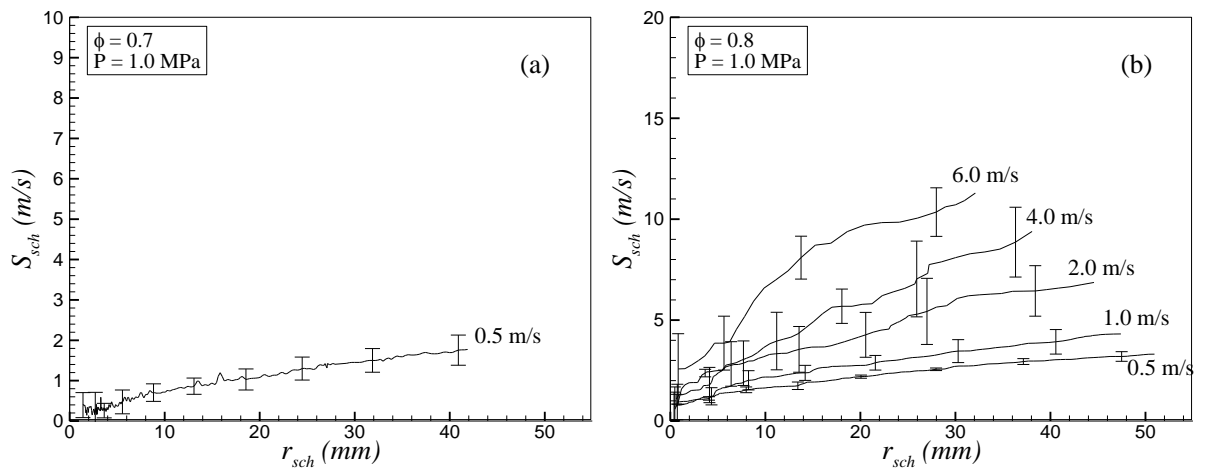 φ = 0.7
P = 1.0 MPa
(a)
10
9
8
7
6
5
4
3
2
1
0
S_sch (m/s)
0.5 m/s
0 10 20 30 40 50
r_sch (mm)
φ = 0.8
P = 1.0 MPa
(b)
20
15
10
5
0
S_sch (m/s)
6.0 m/s
4.0 m/s
2.0 m/s
1.0 m/s
0.5 m/s
0 10 20 30 40 50
r_sch (mm)